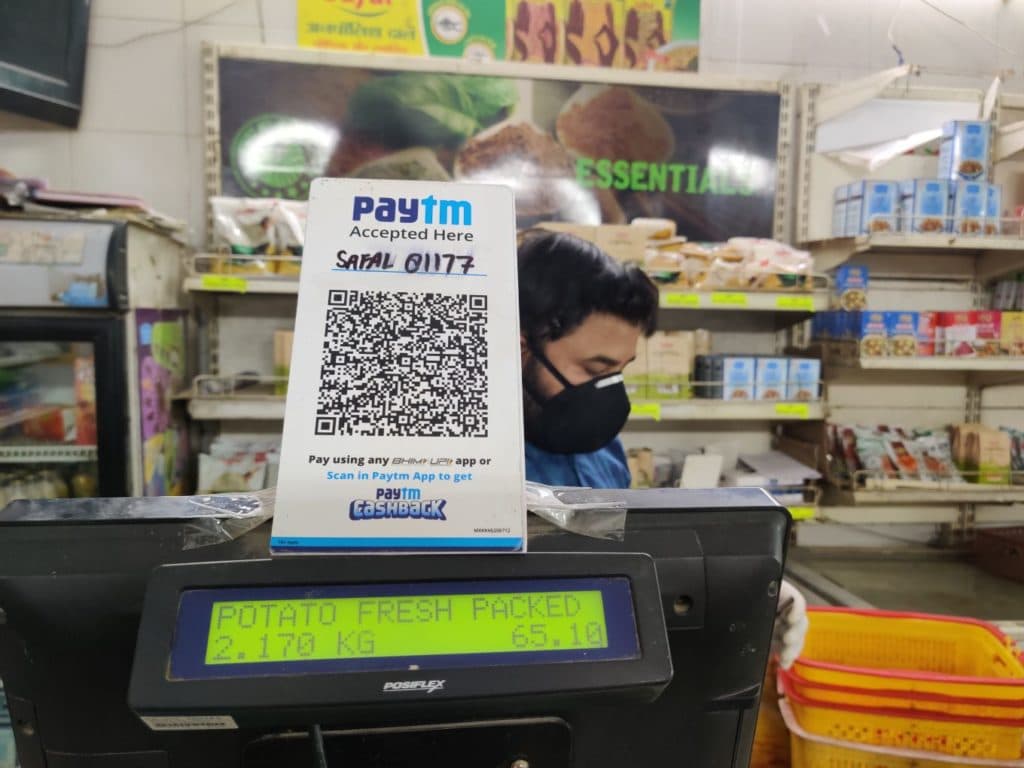 ESSENTIALS
paytm
Accepted Here
SAFAL 01177
Pay using any BHIM UPI app or
Scan in Paytm App to get
Paytm
CASHBACK
POTATO FRESH PACKED
2.170 KG 65.10
POSIFLEX